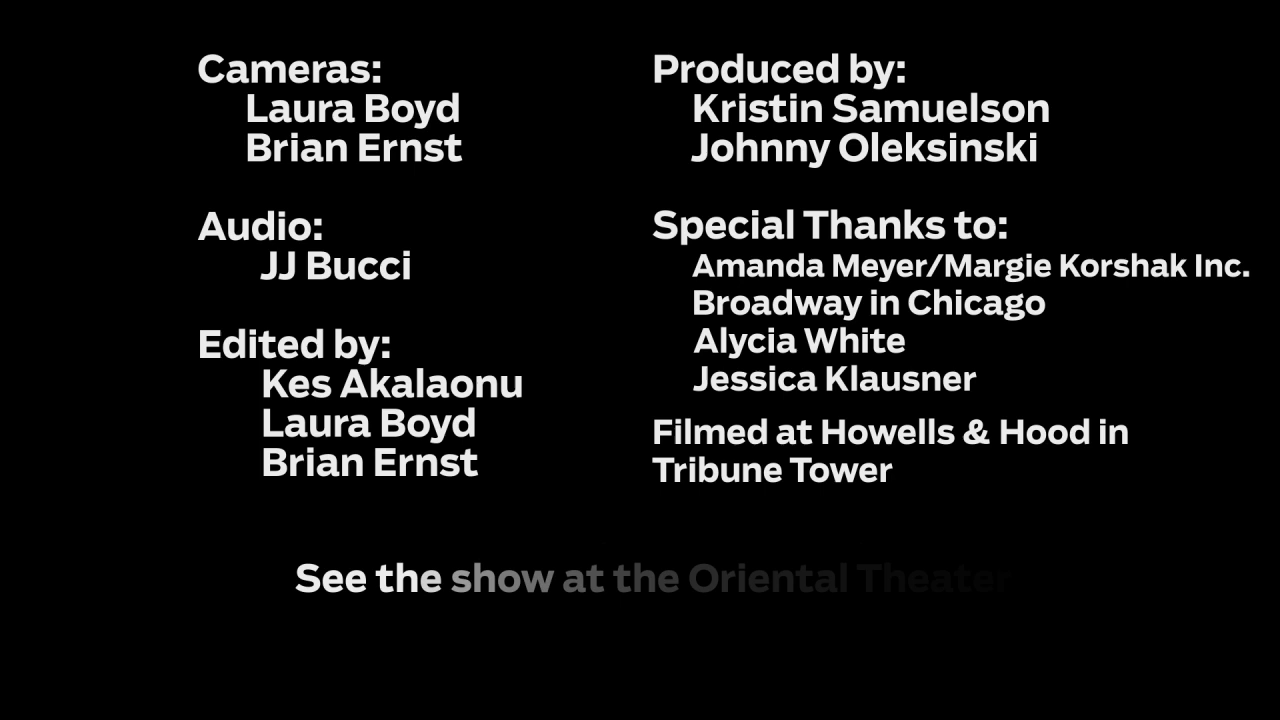 Cameras:
Laura Boyd
Brian Ernst
Audio:
JJ Bucci
Edited by:
Kes Akalaonu
Laura Boyd
Brian Ernst
Produced by:
Kristin Samuelson
Johnny Oleksinski
Special Thanks to:
Amanda Meyer/Margie Korshak Inc.
Broadway in Chicago
Alycia White
Jessica Klausner
Filmed at Howells & Hood in
Tribune Tower
See the show at the Oriental Theater